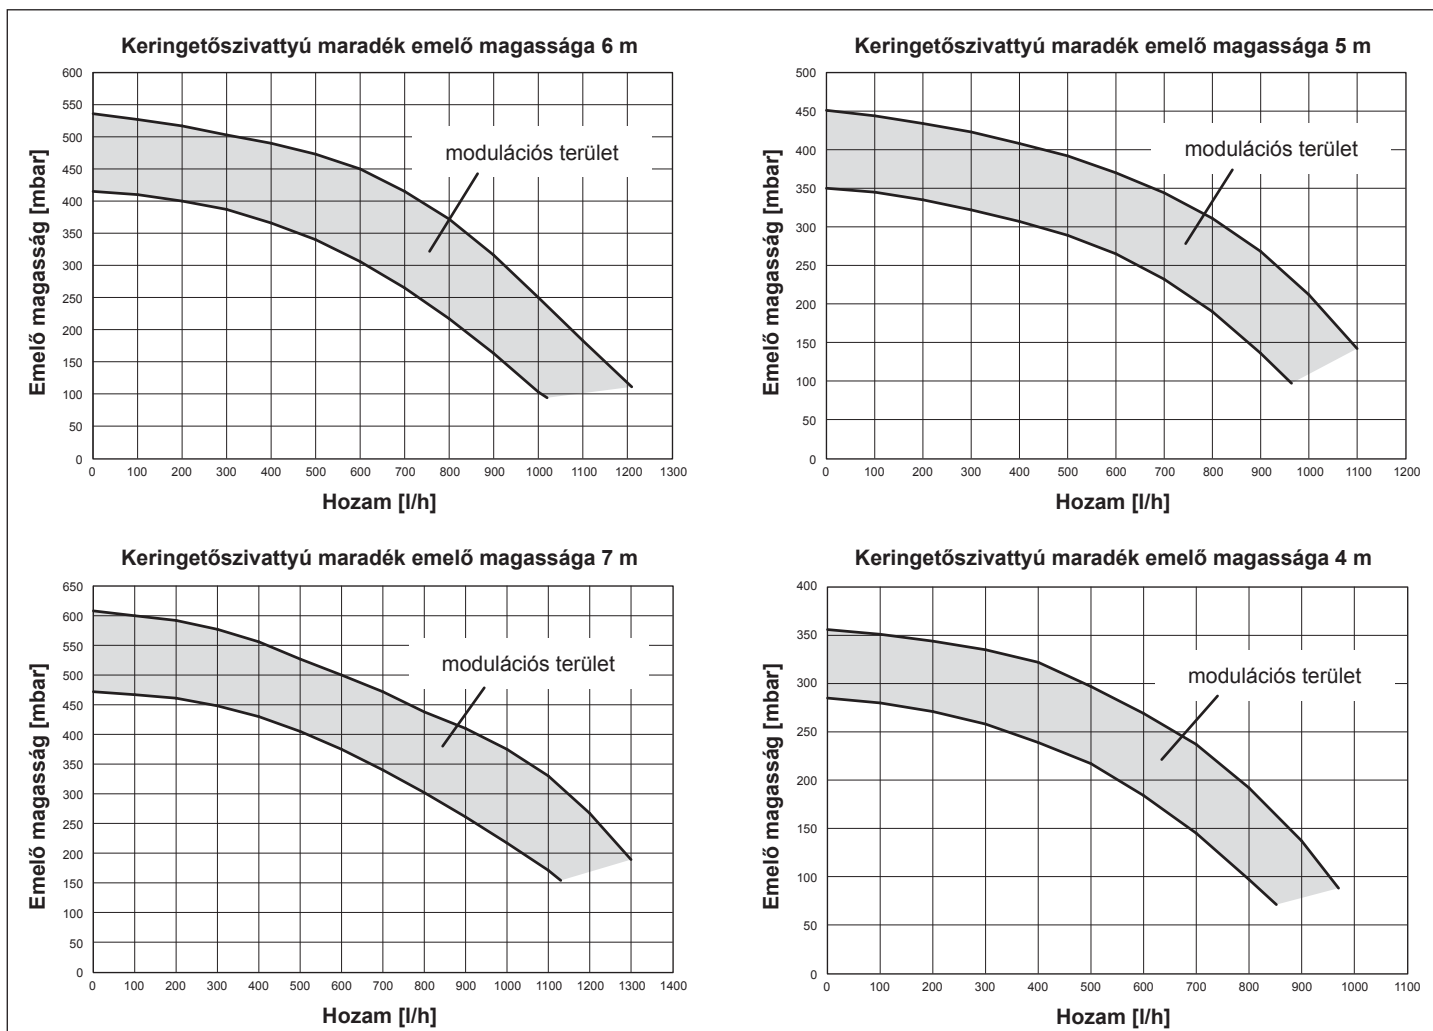 Keringetőszivattyú maradék emelő magassága 6 m
600
550
500
450
400
350
300
250
200
150
100
50
0
Emelő magasság [mbar]
modulációs terület
0 100 200 300 400 500 600 700 800 900 1000 1100 1200 1300
Hozam [l/h]
Keringetőszivattyú maradék emelő magassága 5 m
500
450
400
350
300
250
200
150
100
50
0
Emelő magasság [mbar]
modulációs terület
0 100 200 300 400 500 600 700 800 900 1000 1100 1200
Hozam [l/h]
Keringetőszivattyú maradék emelő magassága 7 m
650
600
550
500
450
400
350
300
250
200
150
100
50
0
Emelő magasság [mbar]
modulációs terület
0 100 200 300 400 500 600 700 800 900 1000 1100 1200 1300 1400
Hozam [l/h]
Keringetőszivattyú maradék emelő magassága 4 m
400
350
300
250
200
150
100
50
0
Emelő magasság [mbar]
modulációs terület
0 100 200 300 400 500 600 700 800 900 1000 1100
Hozam [l/h]